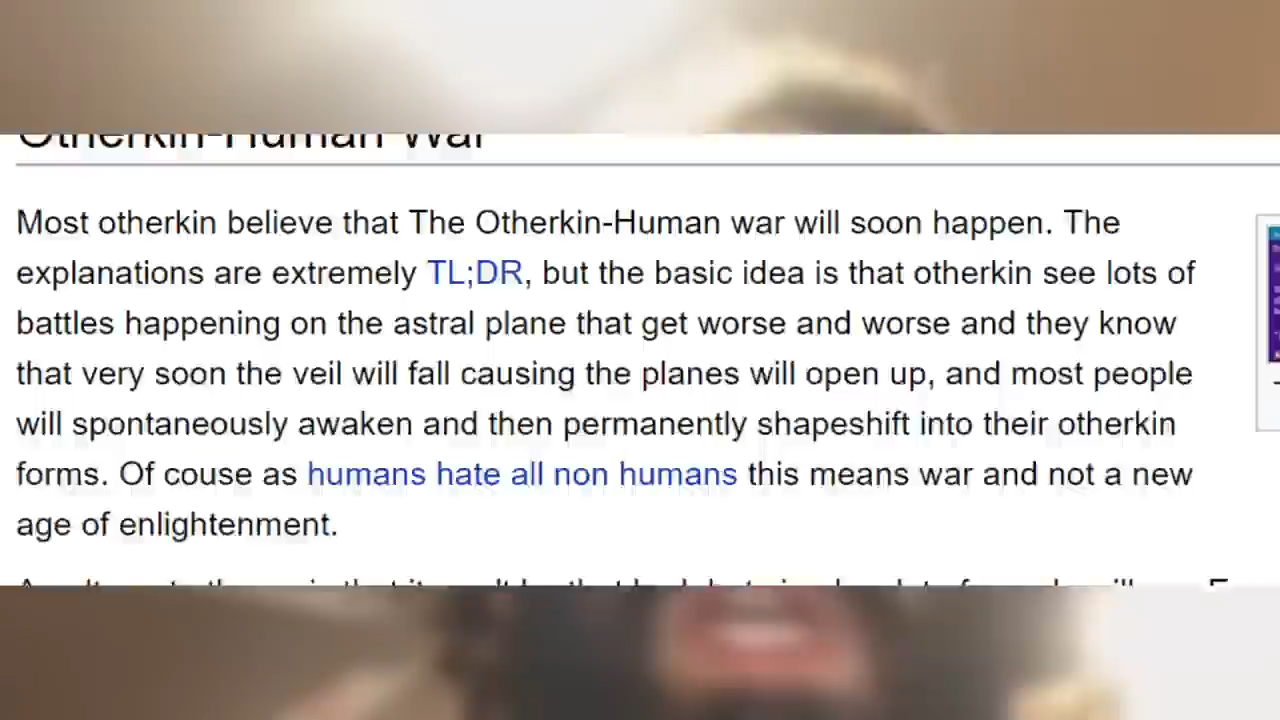 Otherkin-Human War
Most otherkin believe that The Otherkin-Human war will soon happen. The
explanations are extremely TL;DR, but the basic idea is that otherkin see lots of
battles happening on the astral plane that get worse and worse and they know
that very soon the veil will fall causing the planes will open up, and most people
will spontaneously awaken and then permanently shapeshift into their otherkin
forms. Of couse as humans hate all non humans this means war and not a new
age of enlightenment.